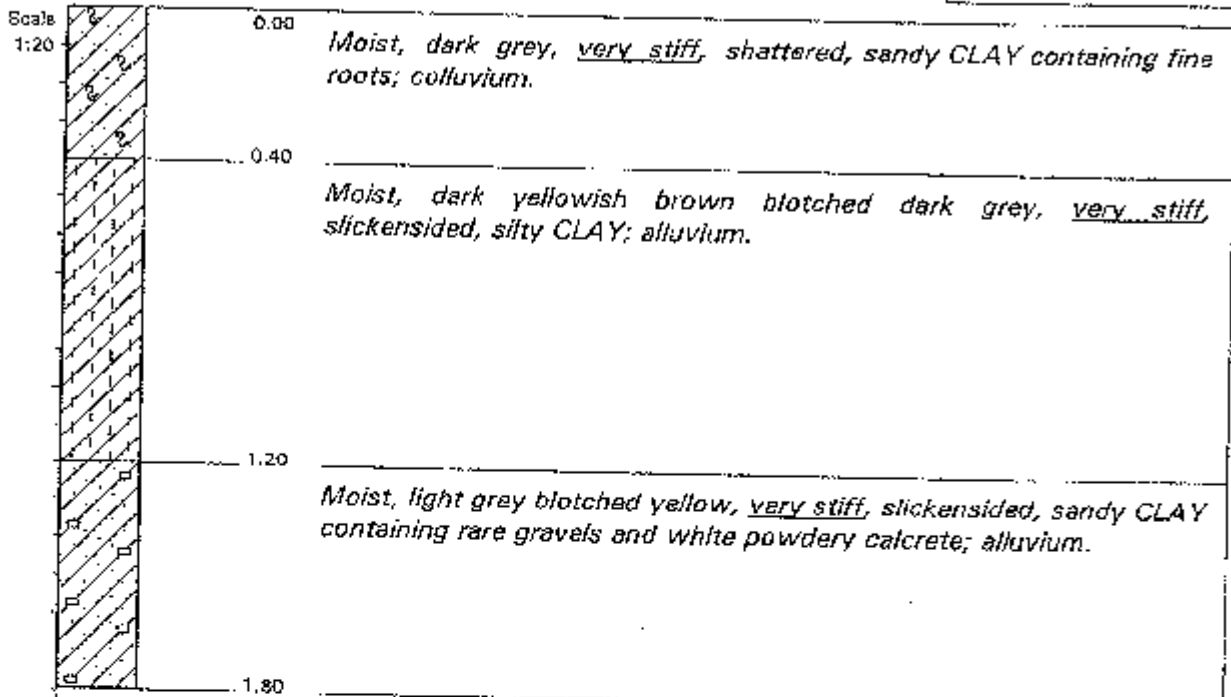 Scale
1:20
0.00
Moist, dark grey, very stiff, shattered, sandy CLAY containing fine
roots; colluvium.
0.40
Moist, dark yellowish brown blotched dark grey, very stiff,
slickensided, silty CLAY; alluvium.
1.20
Moist, light grey blotched yellow, very stiff, slickensided, sandy CLAY
containing rare gravels and white powdery calcrete; alluvium.
1.80